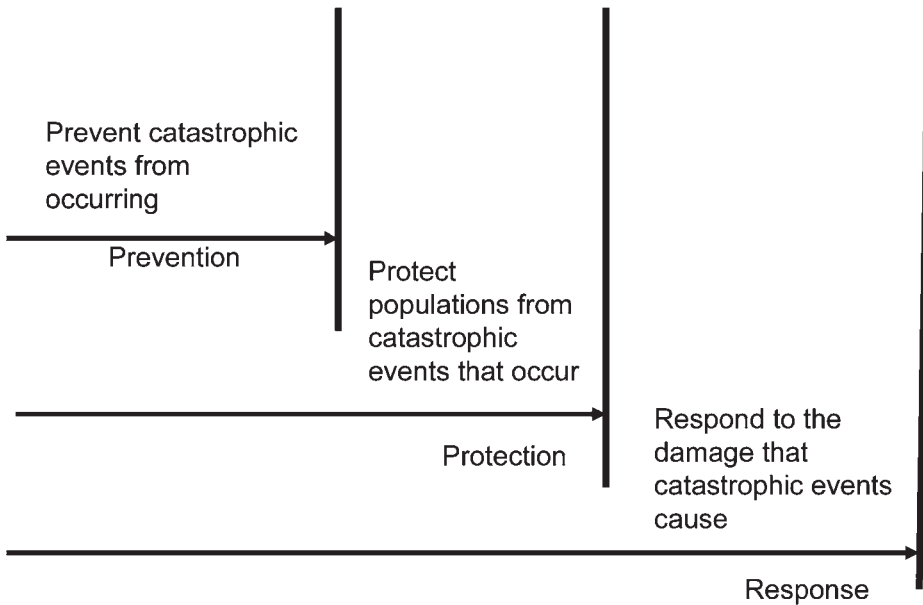 Prevent catastrophic
events from
occurring
Prevention
Protect
populations from
catastrophic
events that occur
Protection
Respond to the
damage that
catastrophic events
cause
Response